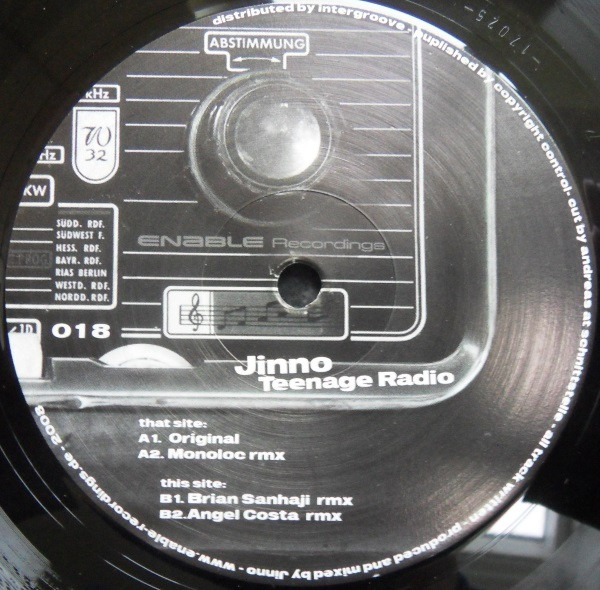 distributed by intergroove - puplished by copyright control - out by andreas at schnittstelle - all track written - produced and mixed by Jinno - www.enable-recordings.de - 2008
-17025-
ABSTIMMUNG
kHz
W
32
Hz
KW
SÜDD. RDF.
SÜDWEST F.
HESS. RDF.
BAYR. RDF.
RIAS BERLIN
WESTD. RDF.
NORDD. RDF.
ENABLE Recordings
018
Jinno
Teenage Radio
that site:
A1. Original
A2. Monoloc rmx
this site:
B1. Brian Sanhaji rmx
B2. Angel Costa rmx